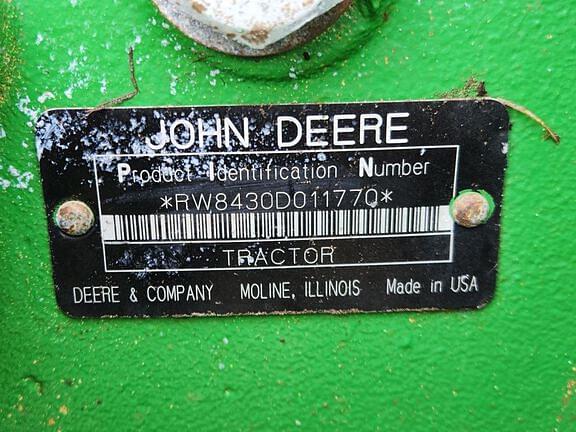 JOHN DEERE
Product Identification Number
*RW8430D011770*
TRACTOR
DEERE & COMPANY MOLINE, ILLINOIS Made in USA